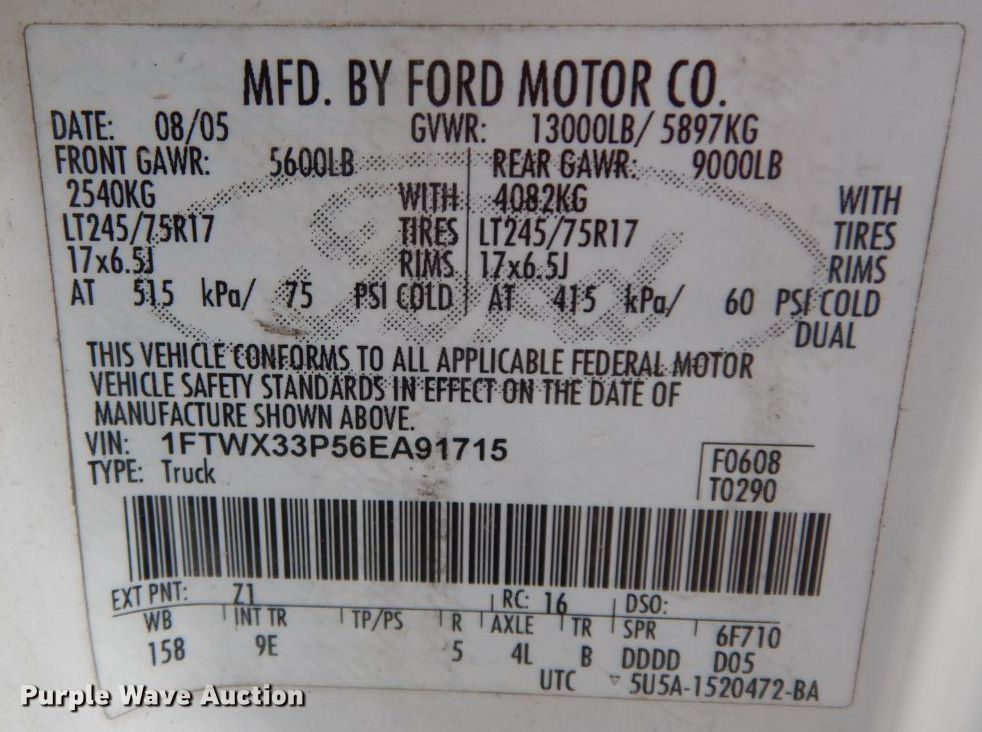 MFD. BY FORD MOTOR CO.
DATE: 08/05 GVWR: 13000LB/ 5897KG
FRONT GAWR: 5600LB REAR GAWR: 9000LB
2540KG WITH 4082KG WITH
LT245/75R17 TIRES LT245/75R17 TIRES
17x6.5J RIMS 17x6.5J RIMS
AT 515 kPa/ 75 PSI COLD AT 415 kPa/ 60 PSI COLD
DUAL
Ford
THIS VEHICLE CONFORMS TO ALL APPLICABLE FEDERAL MOTOR
VEHICLE SAFETY STANDARDS IN EFFECT ON THE DATE OF
MANUFACTURE SHOWN ABOVE.
VIN: 1FTWX33P56EA91715
TYPE: Truck
F0608
T0290
EXT PNT: Z1 RC: 16 DSO:
WB INT TR TP/PS R AXLE TR SPR 6F710
158 9E 5 4L B DDDD D05
UTC ▽ 5U5A-1520472-BA
Purple Wave Auction